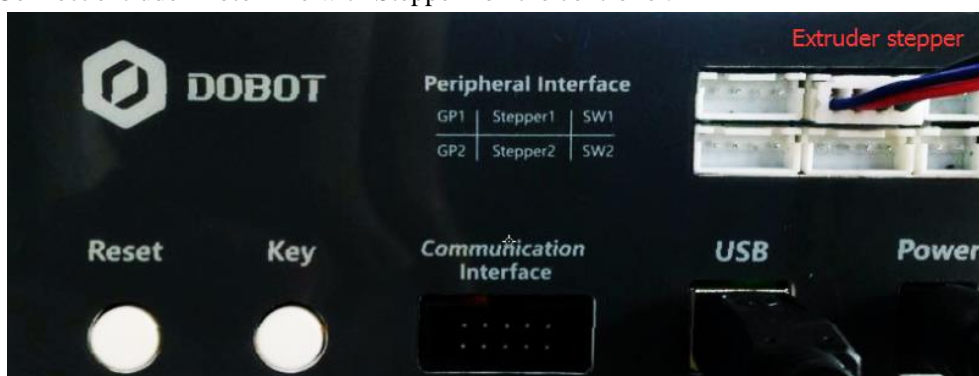 Extruder stepper
DOBOT
Peripheral Interface
GP1 Stepper1 SW1
GP2 Stepper2 SW2
Reset Key Communication Interface USB Power